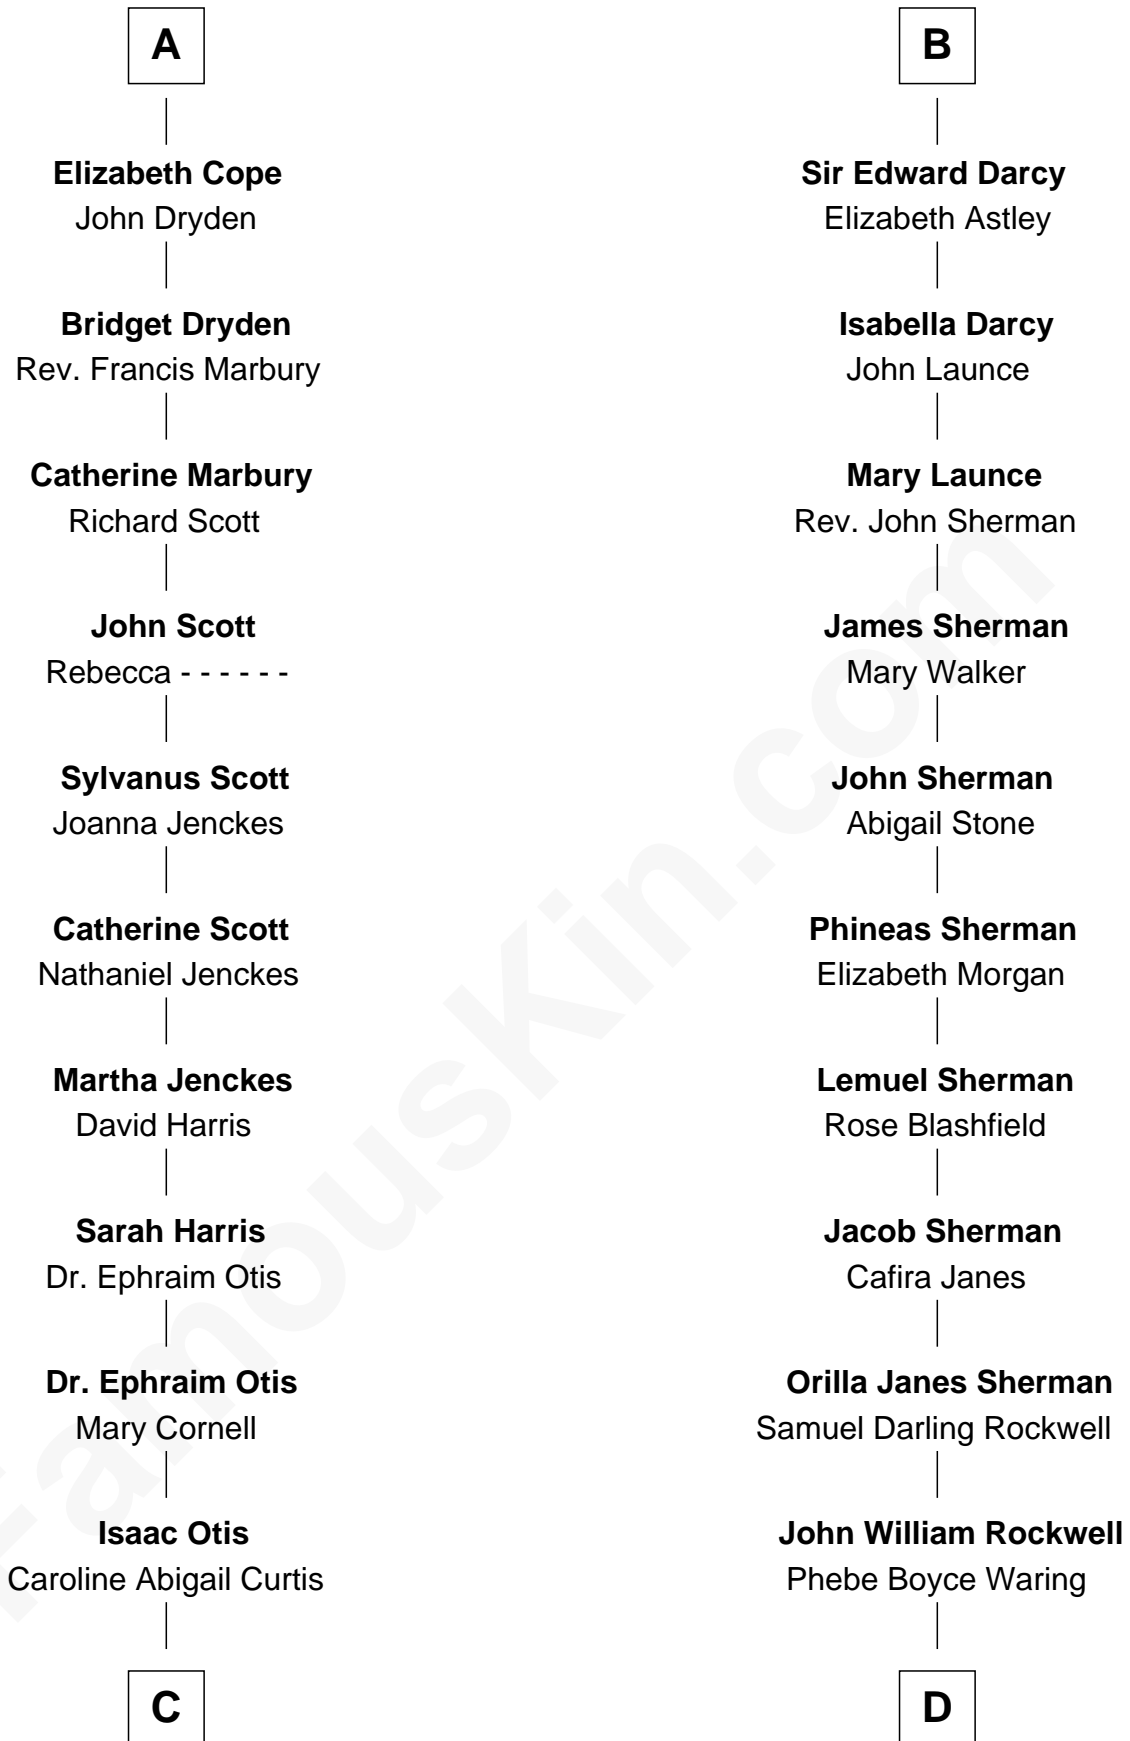 A
Elizabeth Cope
John Dryden
Bridget Dryden
Rev. Francis Marbury
Catherine Marbury
Richard Scott
John Scott
Rebecca - - - - - -
Sylvanus Scott
Joanna Jenckes
Catherine Scott
Nathaniel Jenckes
Martha Jenckes
David Harris
Sarah Harris
Dr. Ephraim Otis
Dr. Ephraim Otis
Mary Cornell
Isaac Otis
Caroline Abigail Curtis
C
B
Sir Edward Darcy
Elizabeth Astley
Isabella Darcy
John Launce
Mary Launce
Rev. John Sherman
James Sherman
Mary Walker
John Sherman
Abigail Stone
Phineas Sherman
Elizabeth Morgan
Lemuel Sherman
Rose Blashfield
Jacob Sherman
Cafira Janes
Orilla Janes Sherman
Samuel Darling Rockwell
John William Rockwell
Phebe Boyce Waring
D
FamousKin.com